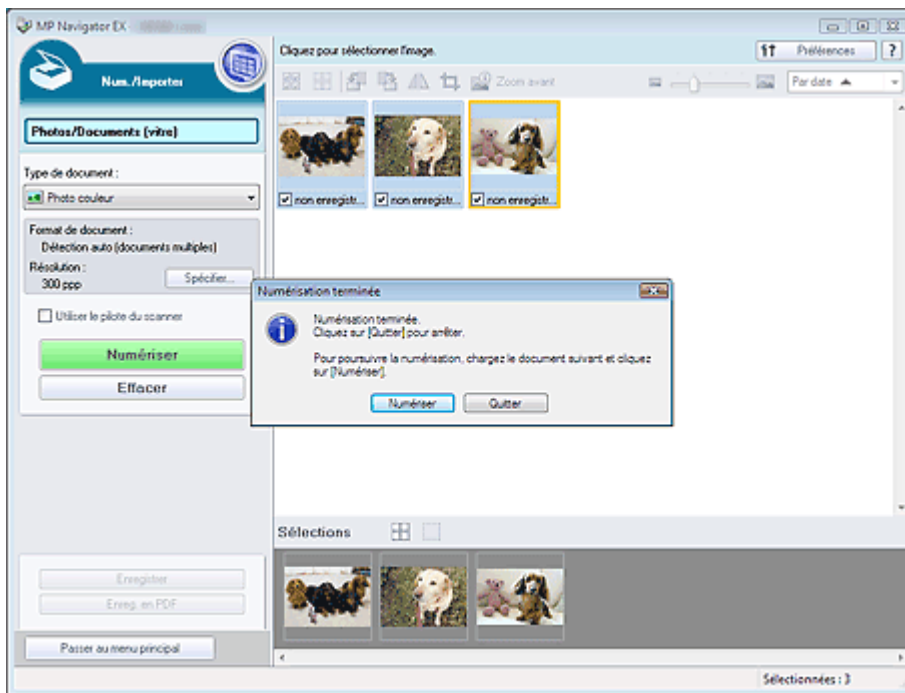 MP Navigator EX
Num./Importer
Cliquez pour sélectionner l'image.
Préférences
?
Zoom avant
Par date
Photos/Documents (vitre)
Type de document :
Photo couleur
non enregistr...
non enregistr...
non enregistr...
Format de document :
Détection auto (documents multiples)
Résolution :
300 ppp
Spécifier...
Utiliser le pilote du scanner
Numériser
Effacer
Numérisation terminée
Numérisation terminée.
Cliquez sur [Quitter] pour arrêter.
Pour poursuivre la numérisation, chargez le document suivant et cliquez
sur [Numériser].
Numériser
Quitter
Sélections
Enregistrer
Enreg. en PDF
Passer au menu principal
Sélectionnées : 3